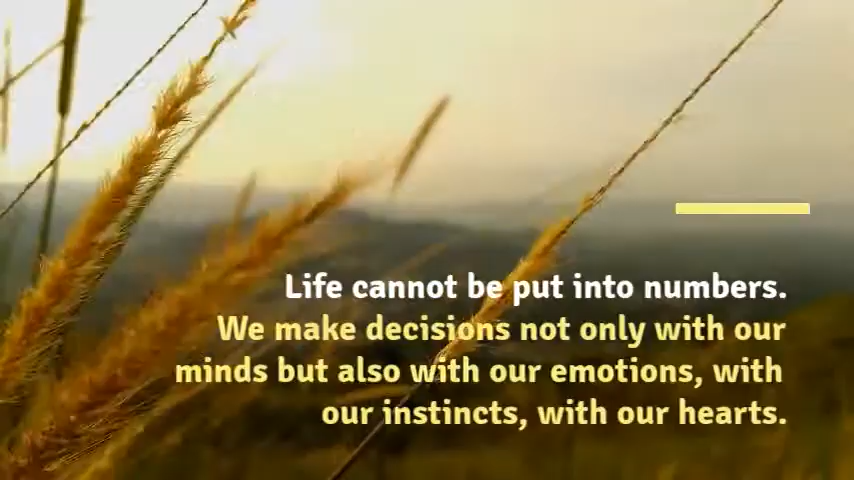 Life cannot be put into numbers.
We make decisions not only with our
minds but also with our emotions, with
our instincts, with our hearts.